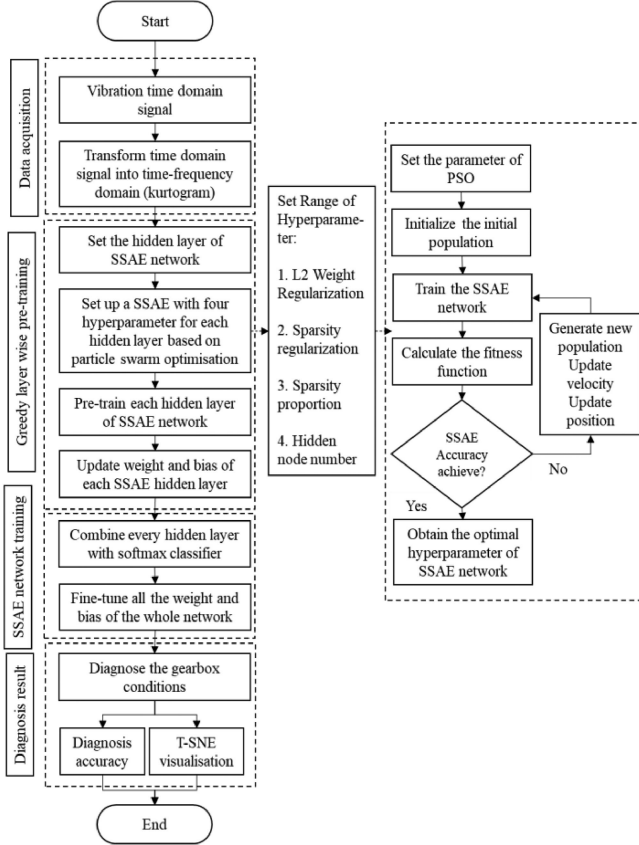 Start
Data acquisition
Vibration time domain
signal
Transform time domain
signal into time-frequency
domain (kurtogram)
Greedy layer wise pre-training
Set the hidden layer of
SSAE network
Set up a SSAE with four
hyperparameter for each
hidden layer based on
particle swarm optimisation
Pre-train each hidden layer
of SSAE network
Update weight and bias of
each SSAE hidden layer
SSAE network training
Combine every hidden layer
with softmax classifier
Fine-tune all the weight and
bias of the whole network
Diagnosis result
Diagnose the gearbox
conditions
Diagnosis
accuracy
T-SNE
visualisation
End
Set Range of
Hyperparame-
ter:
1. L2 Weight
Regularization
2. Sparsity
regularization
3. Sparsity
proportion
4. Hidden
node number
Set the parameter of
PSO
Initialize the initial
population
Train the SSAE
network
Calculate the fitness
function
SSAE
Accuracy
achieve?
No
Generate new
population
Update
velocity
Update
position
Yes
Obtain the optimal
hyperparameter of
SSAE network